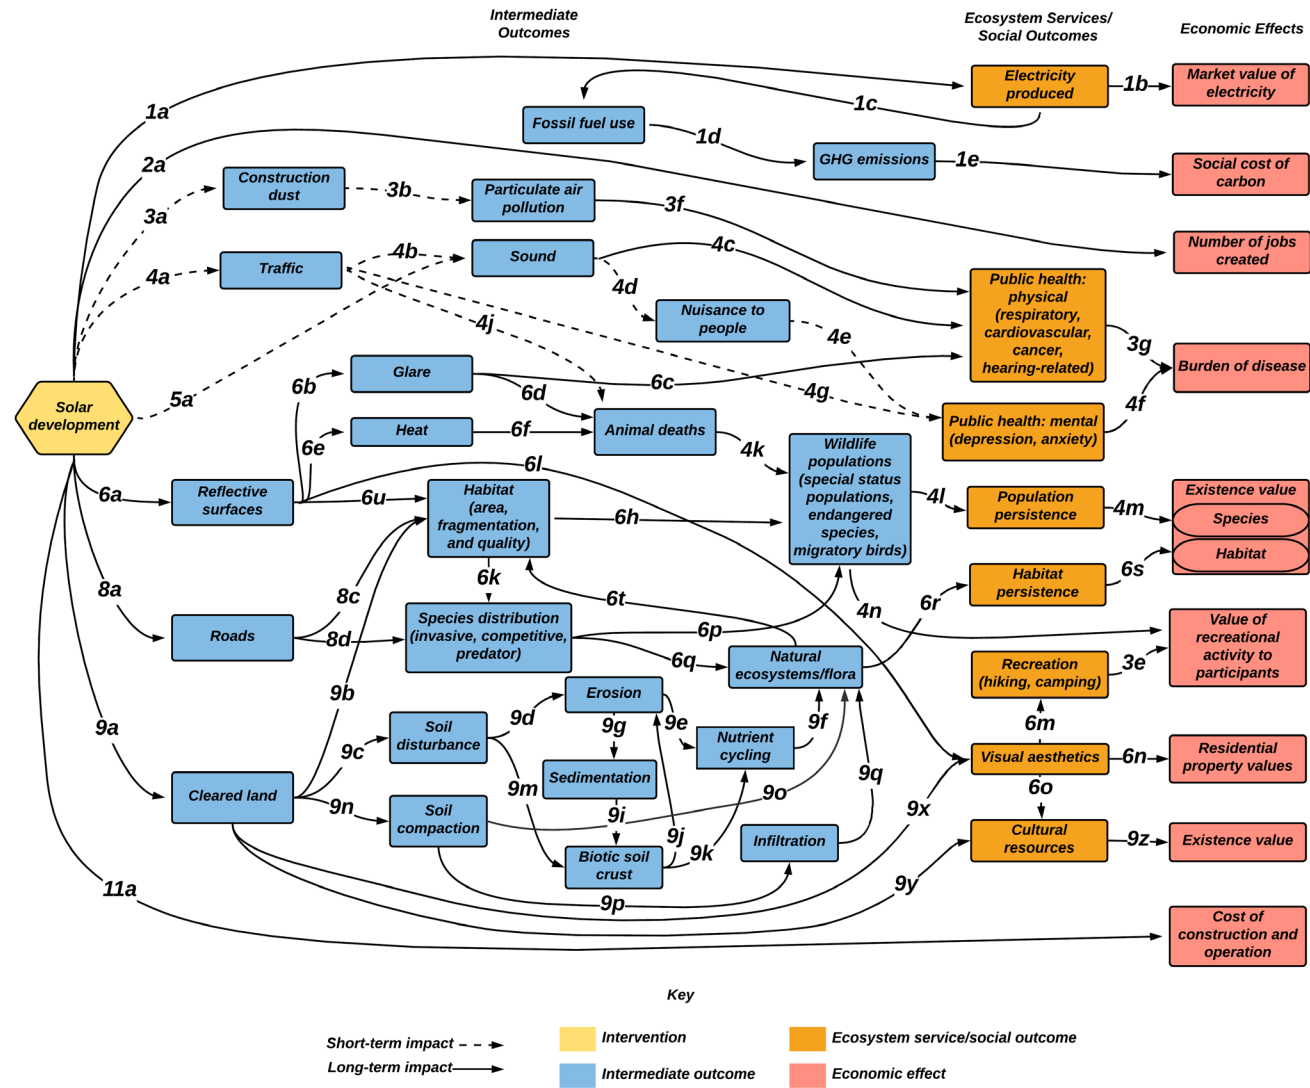 Intermediate
Outcomes
Ecosystem Services/
Social Outcomes
Economic Effects
1a
Electricity
produced
1b
Market value of
electricity
1c
Fossil fuel use
1d
GHG emissions
1e
Social cost of
carbon
2a
Construction
dust
3b
Particulate air
pollution
3f
3a
Number of jobs
created
4a
Traffic
4b
Sound
4c
4d
Nuisance to
people
4e
4j
4g
Public health:
physical
(respiratory,
cardiovascular,
cancer,
hearing-related)
3g
Burden of disease
4f
Public health: mental
(depression, anxiety)
Solar
development
5a
6b
Glare
6c
6d
6e
Heat
6f
Animal deaths
4k
Wildlife
populations
(special status
populations,
endangered
species,
migratory birds)
4l
Population
persistence
4m
Existence value
Species
Habitat
6a
Reflective
surfaces
6l
6u
Habitat
(area,
fragmentation,
and quality)
6h
6k
6t
4n
6r
Habitat
persistence
6s
8a
Roads
8c
8d
Species distribution
(invasive, competitive,
predator)
6p
6q
Natural
ecosystems/flora
Recreation
(hiking, camping)
3e
Value of
recreational
activity to
participants
9a
9b
Cleared land
9c
Soil
disturbance
9d
Erosion
9e
9g
Nutrient
cycling
9f
6m
Visual aesthetics
6n
Residential
property values
6o
9n
Soil
compaction
9m
Sedimentation
9i
9o
9q
9j
9k
Biotic soil
crust
Infiltration
9x
Cultural
resources
9z
Existence value
9p
9y
11a
Cost of
construction and
operation
Key
Short-term impact
Long-term impact
Intervention
Intermediate outcome
Ecosystem service/social outcome
Economic effect